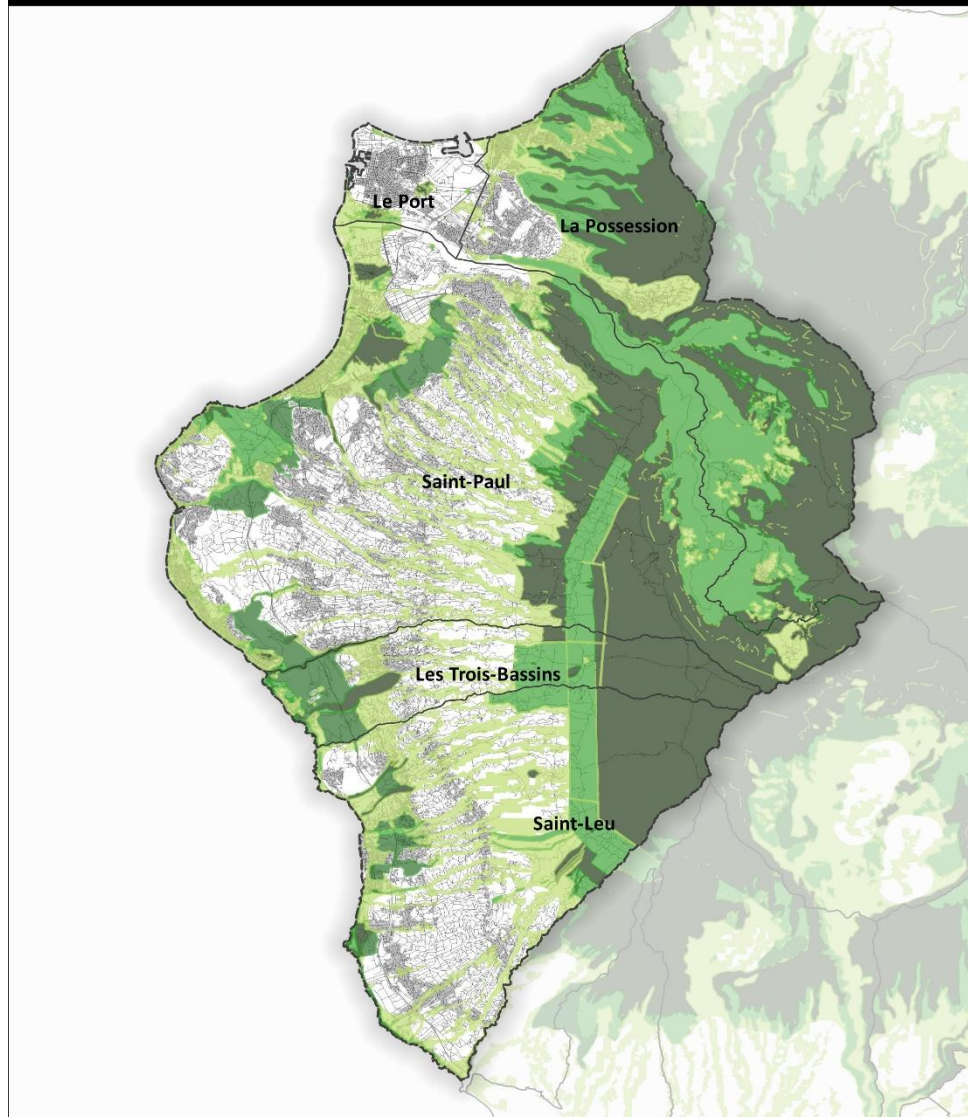 Le Port
La Possession
Saint-Paul
Les Trois-Bassins
Saint-Leu